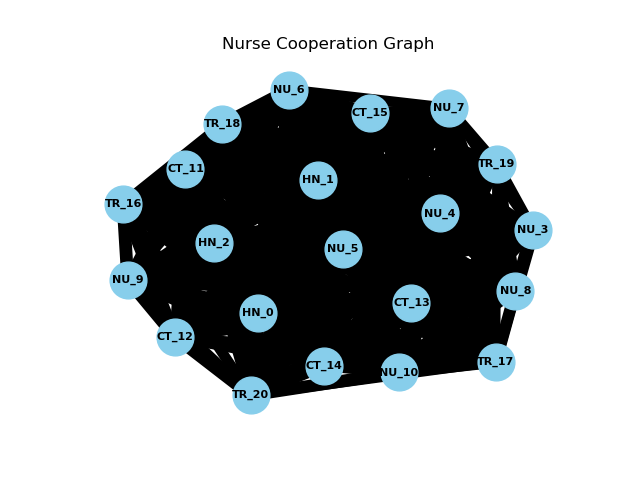 Nurse Cooperation Graph
NU_6
NU_7
CT_15
TR_18
TR_19
CT_11
HN_1
TR_16
NU_4
NU_3
HN_2
NU_5
NU_9
NU_8
CT_13
HN_0
CT_12
TR_17
CT_14
NU_10
TR_20